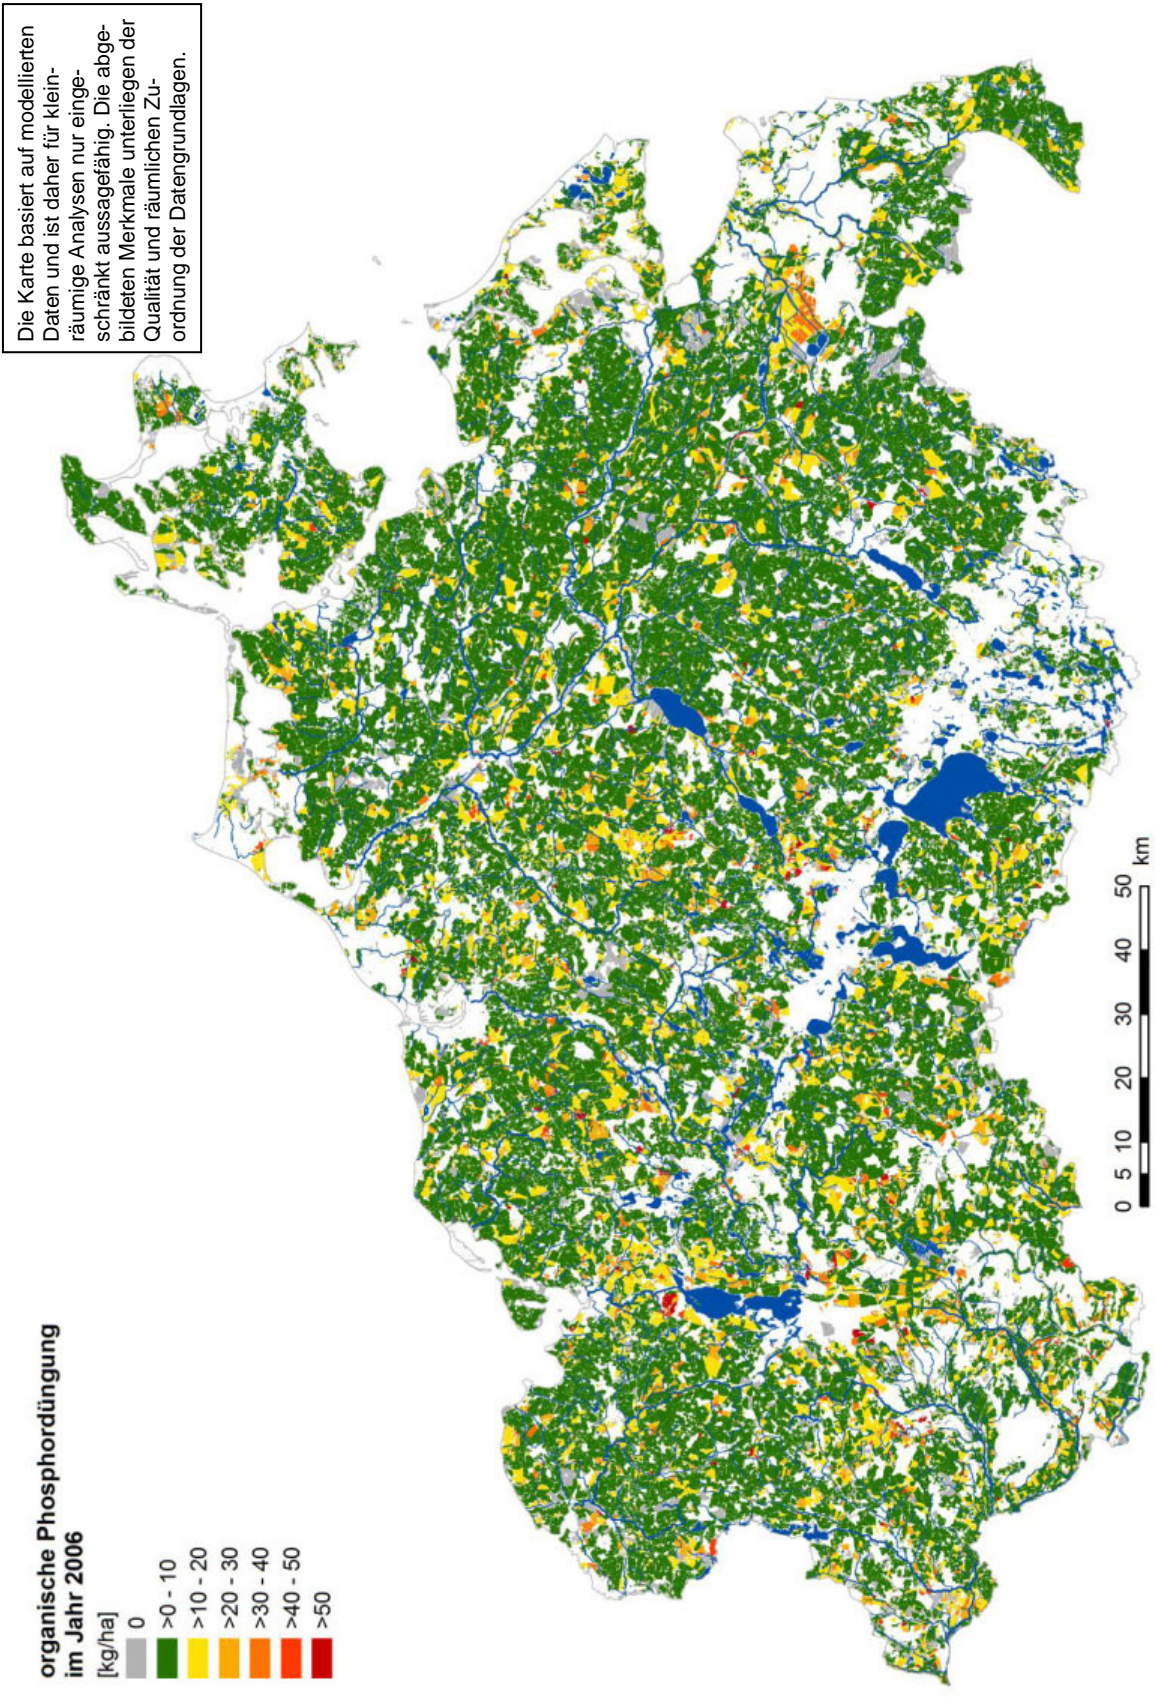 organische Phosphordüngung
im Jahr 2006
[kg/ha]
0
>0 - 10
>10 - 20
>20 - 30
>30 - 40
>40 - 50
>50
Die Karte basiert auf modellierten
Daten und ist daher für klein-
räumige Analysen nur einge-
schränkt aussagefähig. Die abge-
bildeten Merkmale unterliegen der
Qualität und räumlichen Zu-
ordnung der Datengrundlagen.
0 5 10 20 30 40 50 km